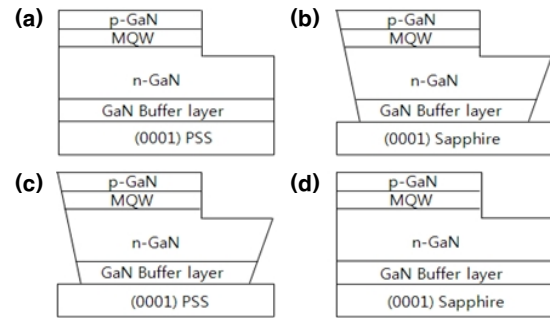 (a)
p-GaN
MQW
n-GaN
GaN Buffer layer
(0001) PSS
(b)
p-GaN
MQW
n-GaN
GaN Buffer layer
(0001) Sapphire
(c)
p-GaN
MQW
n-GaN
GaN Buffer layer
(0001) PSS
(d)
p-GaN
MQW
n-GaN
GaN Buffer layer
(0001) Sapphire